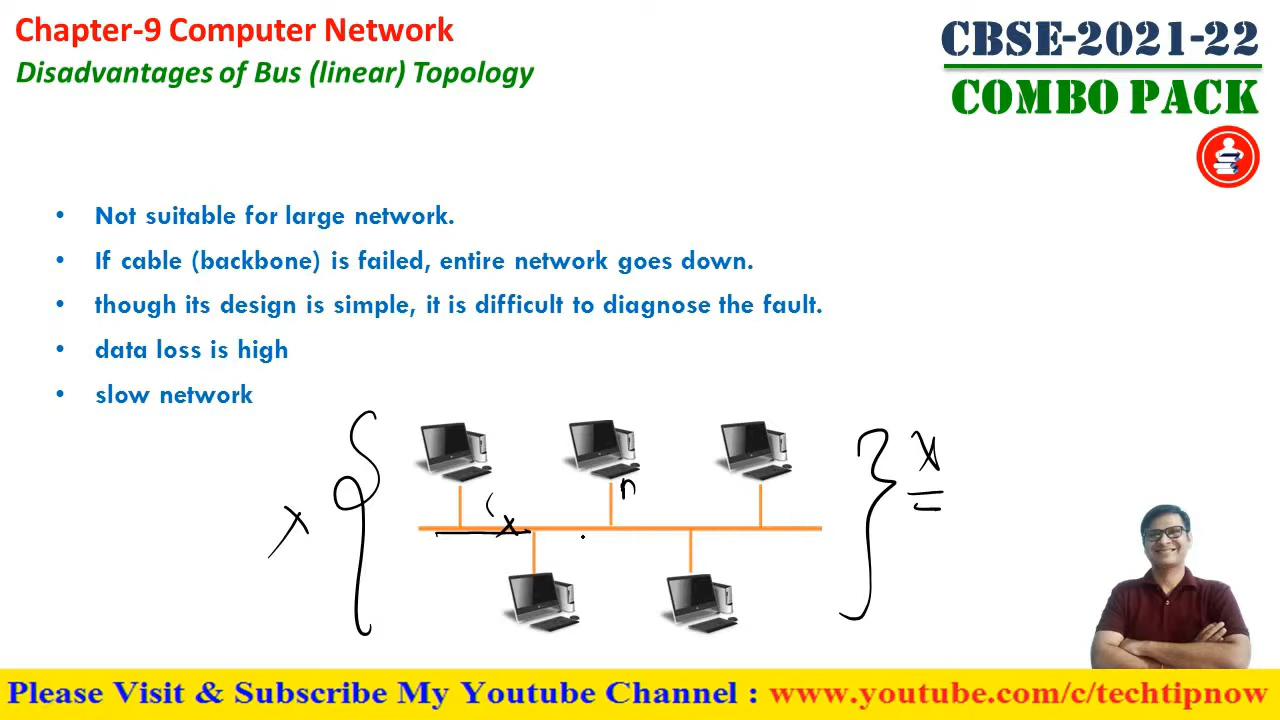 Chapter-9 Computer Network
Disadvantages of Bus (linear) Topology
CBSE-2021-22
COMBO PACK
• Not suitable for large network.
• If cable (backbone) is failed, entire network goes down.
• though its design is simple, it is difficult to diagnose the fault.
• data loss is high
• slow network
Please Visit & Subscribe My Youtube Channel : www.youtube.com/c/techtipnow